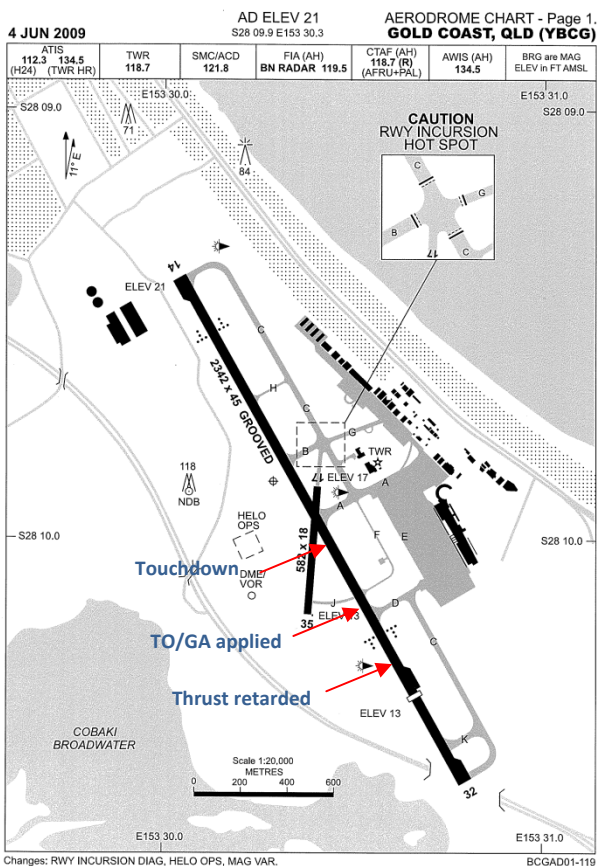 AD ELEV 21
AERODROME CHART - Page 1.
4 JUN 2009
S28 09.9 E153 30.3
GOLD COAST, QLD (YBCG)
ATIS
112.3 134.5
(H24) (TWR HR)
TWR
118.7
SMC/ACD
121.8
FIA (AH)
BN RADAR 119.5
CTAF (AH)
118.7 (R)
(AFRU+PAL)
AWIS (AH)
134.5
BRG are MAG
ELEV in FT AMSL
E153 30.0
E153 31.0
S28 09.0
S28 09.0
71
11° E
84
CAUTION
RWY INCURSION
HOT SPOT
C
G
B
C
17
14
ELEV 21
C
2342 x 45 GROOVED
H
C
G
B
TWR
118
NDB
17
ELEV 17
A
A
HELO
OPS
S28 10.0
S28 10.0
582 x 18
F
E
Touchdown
DME/
VOR
J
D
35
ELEV 13
TO/GA applied
C
Thrust retarded
ELEV 13
COBAKI
BROADWATER
K
Scale 1:20,000
METRES
0 200 400 600
32
E153 30.0
E153 31.0
Changes: RWY INCURSION DIAG, HELO OPS, MAG VAR.
BCGAD01-119